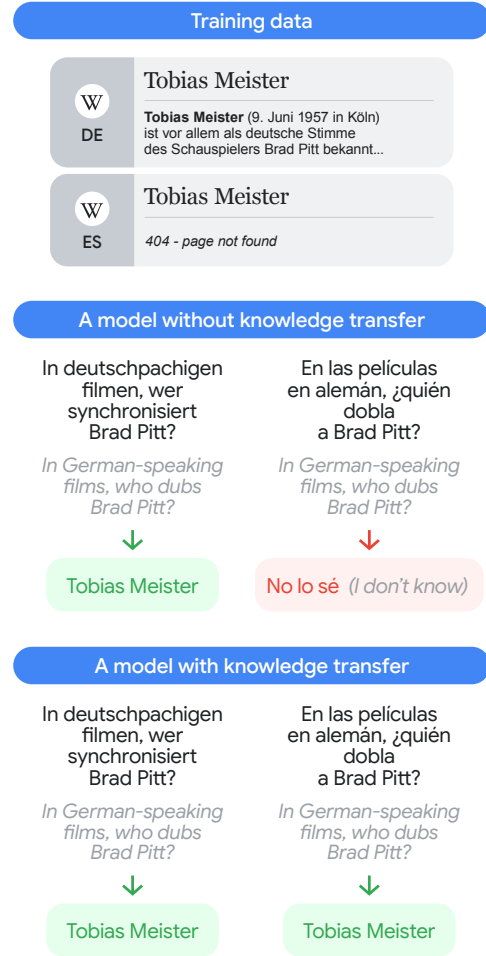 Training data
W
DE
Tobias Meister
Tobias Meister (9. Juni 1957 in Köln)
ist vor allem als deutsche Stimme
des Schauspielers Brad Pitt bekannt...
W
ES
Tobias Meister
404 - page not found
A model without knowledge transfer
In deutschpachigen
filmen, wer
synchronisiert
Brad Pitt?
In German-speaking
films, who dubs
Brad Pitt?
Tobias Meister
En las películas
en alemán, ¿quién
dobla
a Brad Pitt?
In German-speaking
films, who dubs
Brad Pitt?
No lo sé (I don't know)
A model with knowledge transfer
In deutschpachigen
filmen, wer
synchronisiert
Brad Pitt?
In German-speaking
films, who dubs
Brad Pitt?
Tobias Meister
En las películas
en alemán, ¿quién
dobla
a Brad Pitt?
In German-speaking
films, who dubs
Brad Pitt?
Tobias Meister